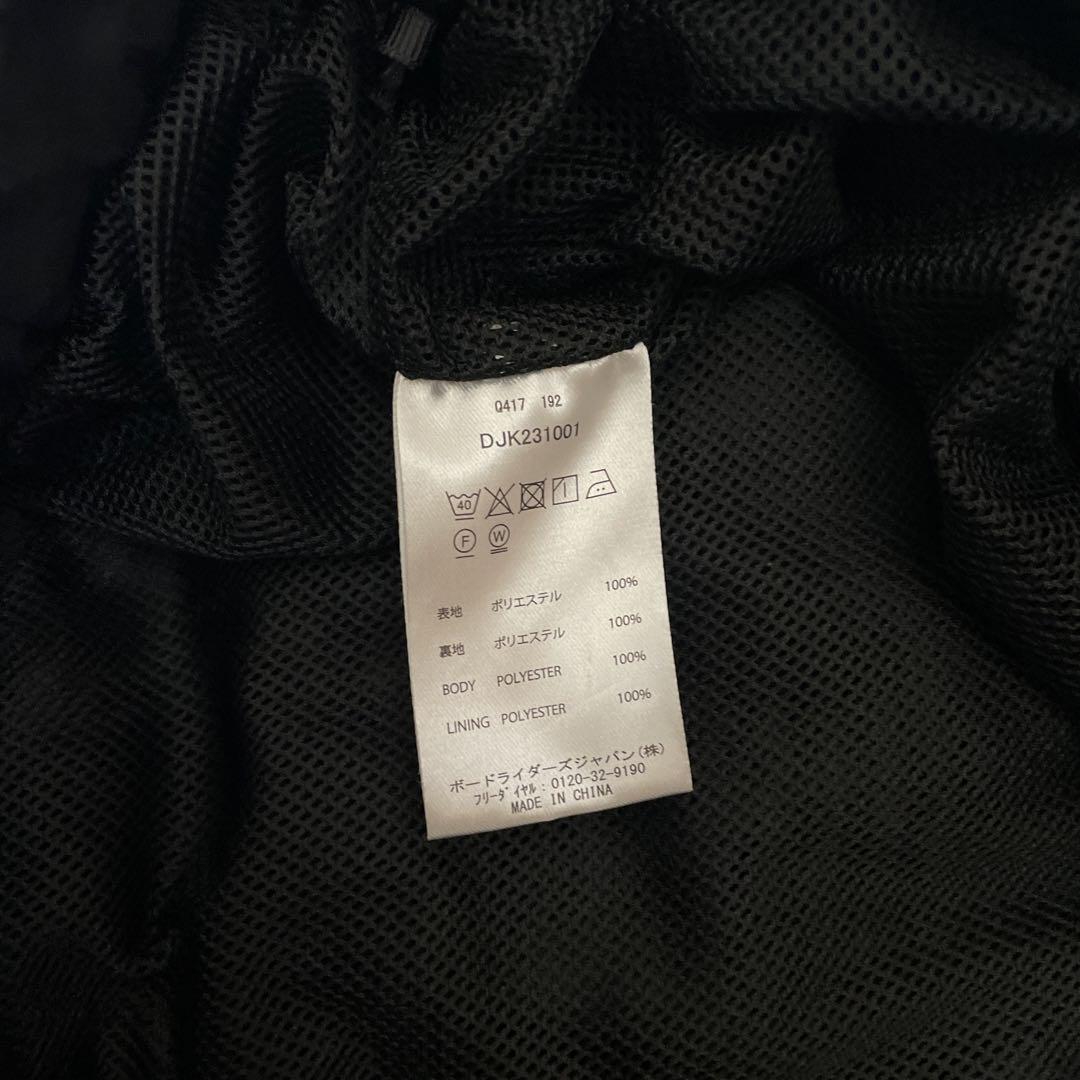 Q417 192
DJK231001
40
F W
表地 ポリエステル 100%
裏地 ポリエステル 100%
BODY POLYESTER 100%
LINING POLYESTER 100%
ボードライダーズジャパン(株)
フリーダイヤル:0120-32-9190
MADE IN CHINA